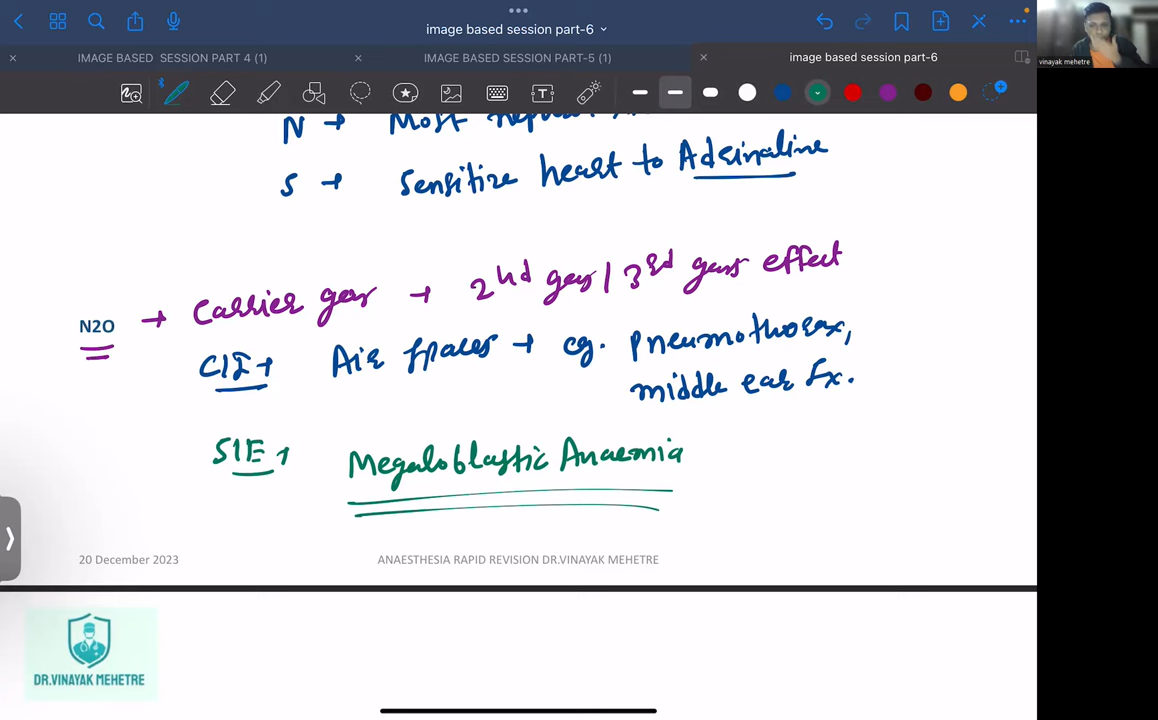 image based session part-6
IMAGE BASED SESSION PART 4 (1)
IMAGE BASED SESSION PART-5 (1)
image based session part-6
vinayak mehetre
N → Most
S → Sensitize heart to Adrinaline
N2O → Carrier gas → 2nd gas / 3rd gas effect
C/I → Air spaces → eg. Pneumothorax,
middle ear Sx.
S/E → Megaloblastic Anaemia
20 December 2023
ANAESTHESIA RAPID REVISION DR.VINAYAK MEHETRE
DR.VINAYAK MEHETRE